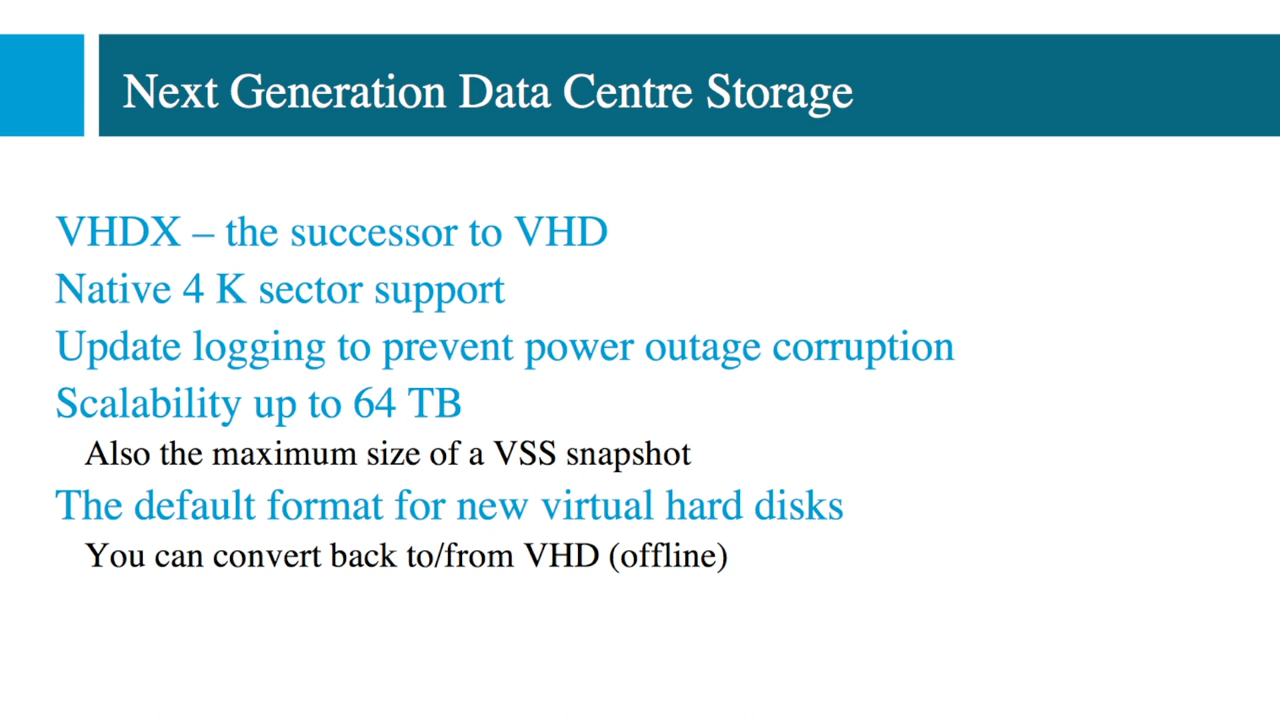 Next Generation Data Centre Storage
VHDX – the successor to VHD
Native 4 K sector support
Update logging to prevent power outage corruption
Scalability up to 64 TB
Also the maximum size of a VSS snapshot
The default format for new virtual hard disks
You can convert back to/from VHD (offline)